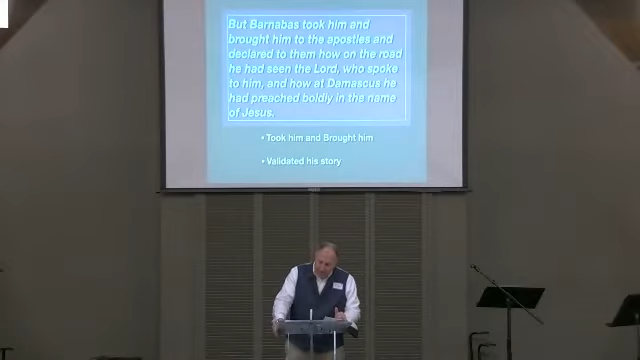 But Barnabas took him and
brought him to the apostles and
declared to them how on the road
he had seen the Lord, who spoke
to him, and how at Damascus he
had preached boldly in the name
of Jesus.
• Took him and Brought him
• Validated his story